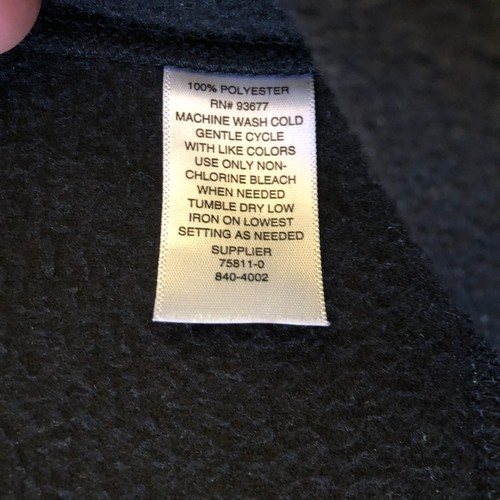 100% POLYESTER
RN# 93677
MACHINE WASH COLD
GENTLE CYCLE
WITH LIKE COLORS
USE ONLY NON-
CHLORINE BLEACH
WHEN NEEDED
TUMBLE DRY LOW
IRON ON LOWEST
SETTING AS NEEDED
SUPPLIER
75811-0
840-4002